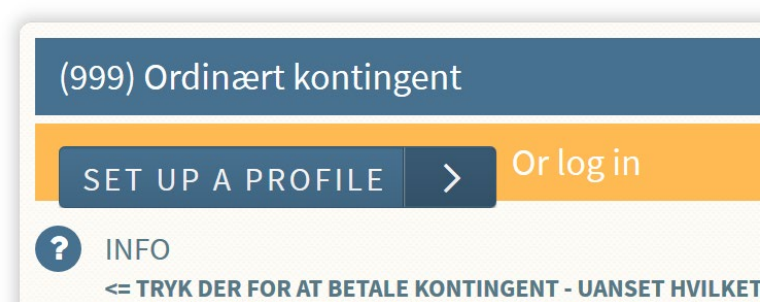 (999) Ordinært kontingent
SET UP A PROFILE
Or log in
?
INFO
<= TRYK DER FOR AT BETALE KONTINGENT - UANSET HVILKET